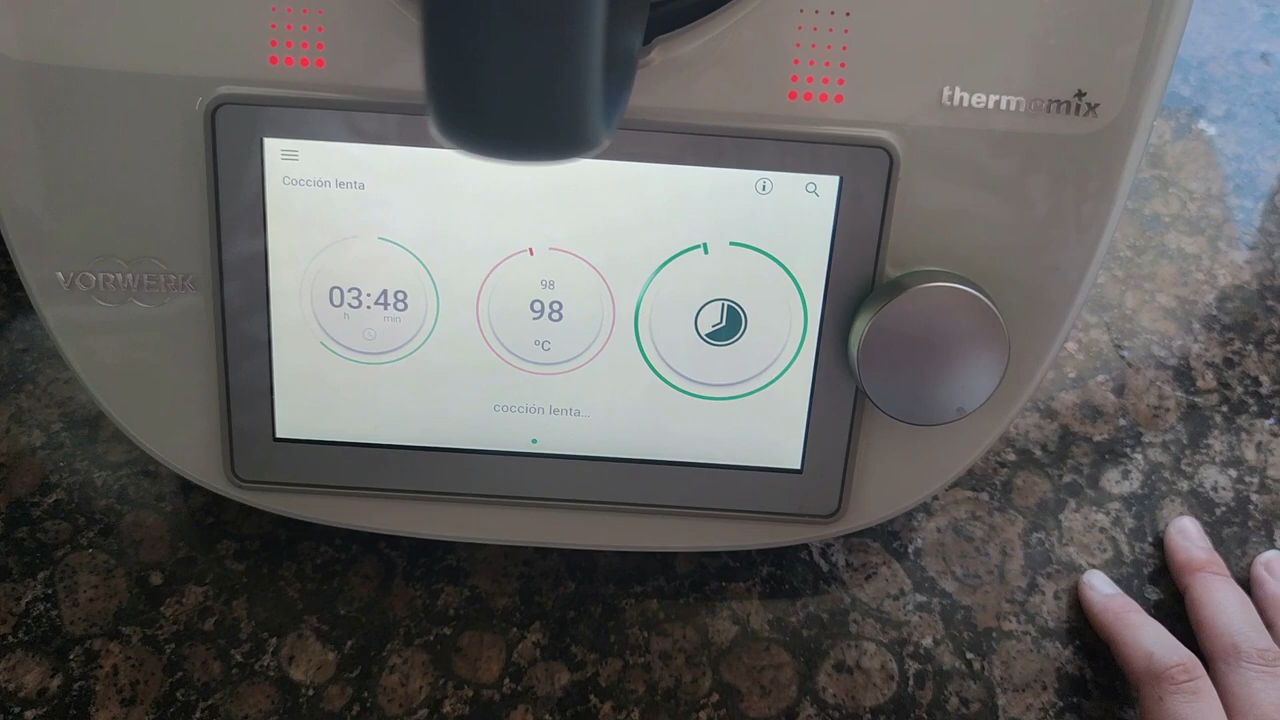 thermomix
Cocción lenta
VORWERK
03:48
h min
98
98
°C
cocción lenta...